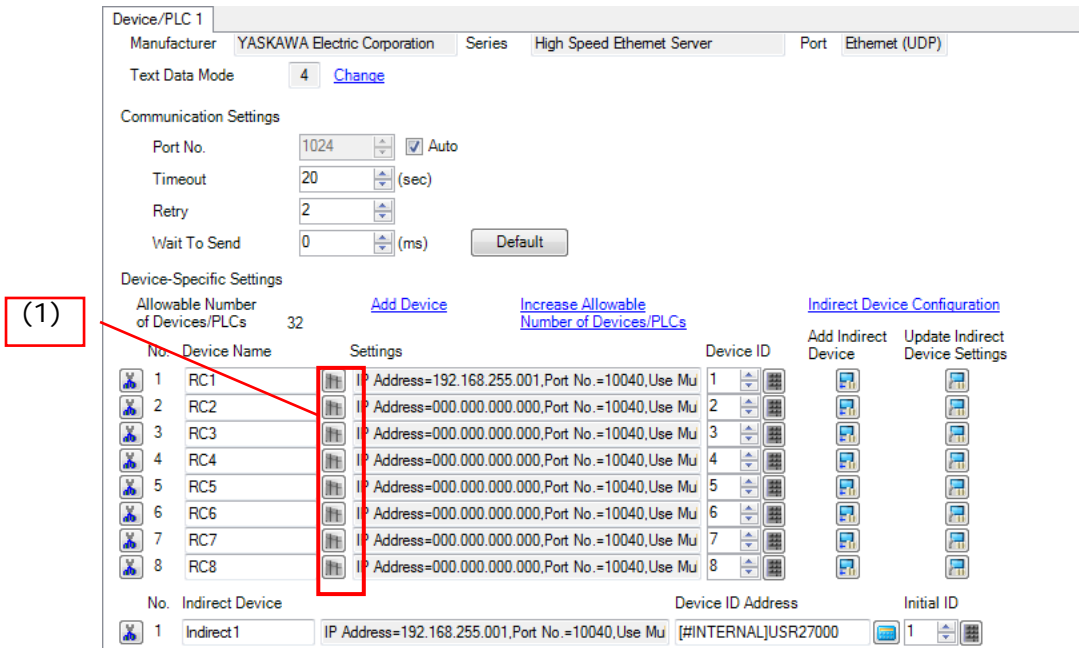 Device/PLC 1
Manufacturer YASKAWA Electric Corporation Series High Speed Ethernet Server Port Ethernet (UDP)
Text Data Mode 4 Change
Communication Settings
Port No. 1024 Auto
Timeout 20 (sec)
Retry 2
Wait To Send 0 (ms) Default
Device-Specific Settings
Allowable Number of Devices/PLCs 32 Add Device Increase Allowable Number of Devices/PLCs Indirect Device Configuration
(1)
No. Device Name Settings Device ID Add Indirect Device Update Indirect Device Settings
1 RC1 IP Address=192.168.255.001,Port No.=10040,Use Mul 1
2 RC2 IP Address=000.000.000.000,Port No.=10040,Use Mul 2
3 RC3 IP Address=000.000.000.000,Port No.=10040,Use Mul 3
4 RC4 IP Address=000.000.000.000,Port No.=10040,Use Mul 4
5 RC5 IP Address=000.000.000.000,Port No.=10040,Use Mul 5
6 RC6 IP Address=000.000.000.000,Port No.=10040,Use Mul 6
7 RC7 IP Address=000.000.000.000,Port No.=10040,Use Mul 7
8 RC8 IP Address=000.000.000.000,Port No.=10040,Use Mul 8
No. Indirect Device Device ID Address Initial ID
1 Indirect1 IP Address=192.168.255.001,Port No.=10040,Use Mul [#INTERNAL]USR27000 1